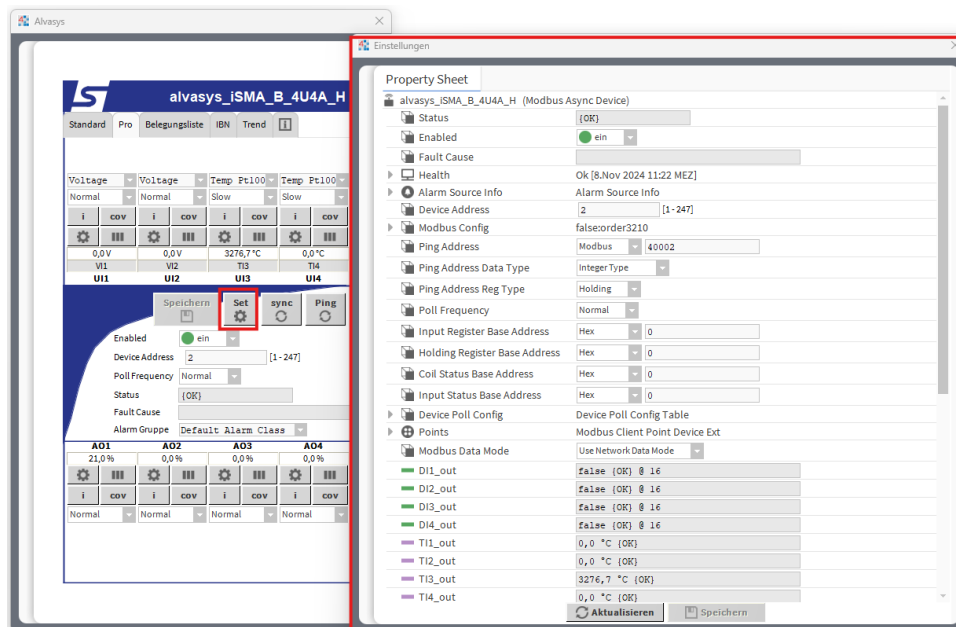 Alvasys
alvasys_iSMA_B_4U4A_H
Standard Pro Belegungsliste IBN Trend i
Voltage Voltage Temp Pt100 Temp Pt100
Normal Normal Slow Slow
i cov i cov i cov i cov
0,0 V 0,0 V 3276,7 °C 0,0 °C
VI1 VI2 TI3 TI4
UI1 UI2 UI3 UI4
Speichern Set sync Ping
Enabled ein
Device Address 2 [1 - 247]
Poll Frequency Normal
Status {OK}
Fault Cause
Alarm Gruppe Default Alarm Class
AO1 AO2 AO3 AO4
21,0 % 0,0 % 0,0 % 0,0 %
i cov i cov i cov i cov
Normal Normal Normal Normal
Einstellungen
Property Sheet
alvasys_iSMA_B_4U4A_H (Modbus Async Device)
Status {OK}
Enabled ein
Fault Cause
Health Ok [8.Nov 2024 11:22 MEZ]
Alarm Source Info Alarm Source Info
Device Address 2 [1 - 247]
Modbus Config false:order3210
Ping Address Modbus 40002
Ping Address Data Type Integer Type
Ping Address Reg Type Holding
Poll Frequency Normal
Input Register Base Address Hex 0
Holding Register Base Address Hex 0
Coil Status Base Address Hex 0
Input Status Base Address Hex 0
Device Poll Config Device Poll Config Table
Points Modbus Client Point Device Ext
Modbus Data Mode Use Network Data Mode
DI1_out false {OK} @ 16
DI2_out false {OK} @ 16
DI3_out false {OK} @ 16
DI4_out false {OK} @ 16
TI1_out 0,0 °C {OK}
TI2_out 0,0 °C {OK}
TI3_out 3276,7 °C {OK}
TI4_out 0,0 °C {OK}
Aktualisieren Speichern